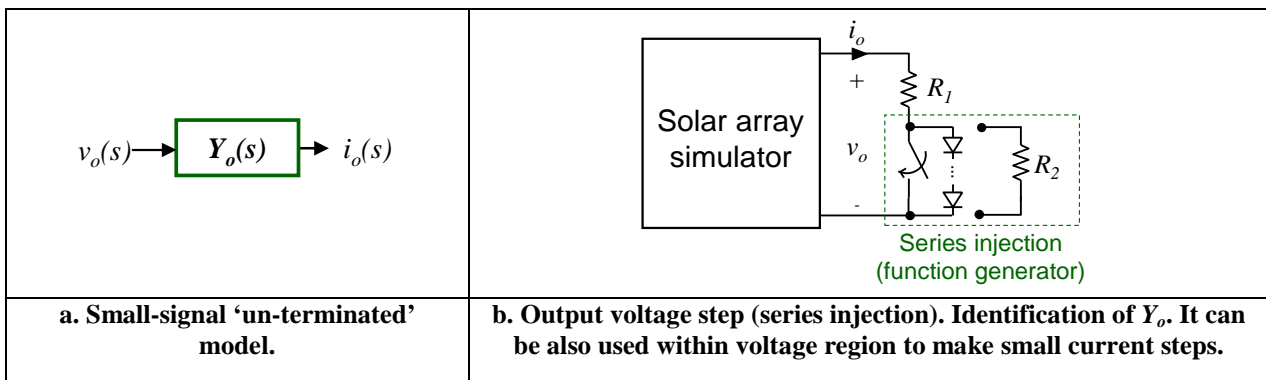 v_o(s)
Y_o(s)
i_o(s)
i_o
+
R_1
Solar array
simulator
v_o
R_2
-
Series injection
(function generator)
a. Small-signal ‘un-terminated’
model.
b. Output voltage step (series injection). Identification of Y_o. It can
be also used within voltage region to make small current steps.